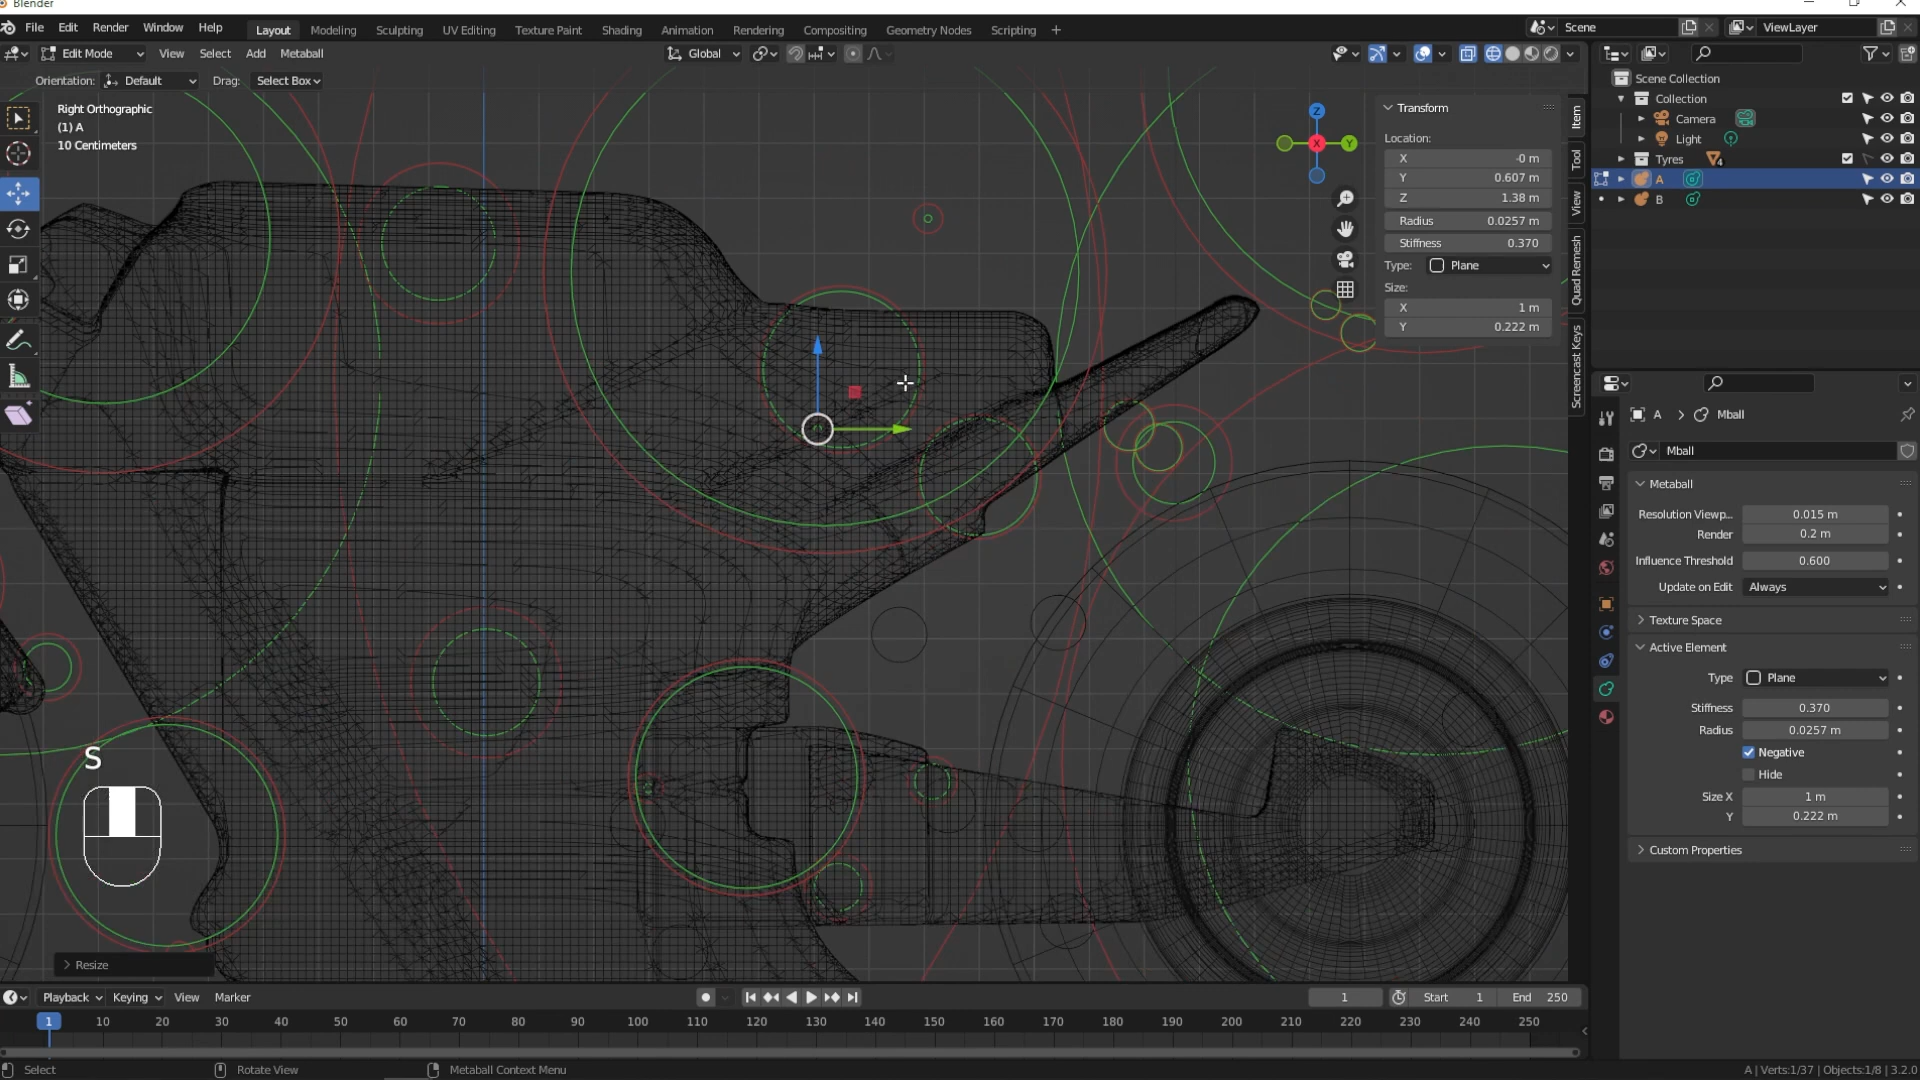 Blender
File Edit Render Window Help
Layout Modeling Sculpting UV Editing Texture Paint Shading Animation Rendering Compositing Geometry Nodes Scripting +
Scene
ViewLayer
Edit Mode View Select Add Metaball
Global
Orientation: Default Drag: Select Box
Right Orthographic
(1) A
10 Centimeters
Z
Y
X
Transform
Location:
X -0 m
Y 0.607 m
Z 1.38 m
Radius 0.0257 m
Stiffness 0.370
Type: Plane
Size:
X 1 m
Y 0.222 m
Item
Tool
View
Quad Remesh
Screencast Keys
Scene Collection
Collection
Camera
Light
Tyres 4
A
B
A > Mball
Mball
Metaball
Resolution Viewp... 0.015 m
Render 0.2 m
Influence Threshold 0.600
Update on Edit Always
Texture Space
Active Element
Type Plane
Stiffness 0.370
Radius 0.0257 m
Negative
Hide
Size X 1 m
Y 0.222 m
Custom Properties
S
Resize
Playback Keying View Marker
1 Start 1 End 250
1 10 20 30 40 50 60 70 80 90 100 110 120 130 140 150 160 170 180 190 200 210 220 230 240 250
Select Rotate View Metaball Context Menu
A | Verts:1/37 | Objects:1/8 | 3.2.0